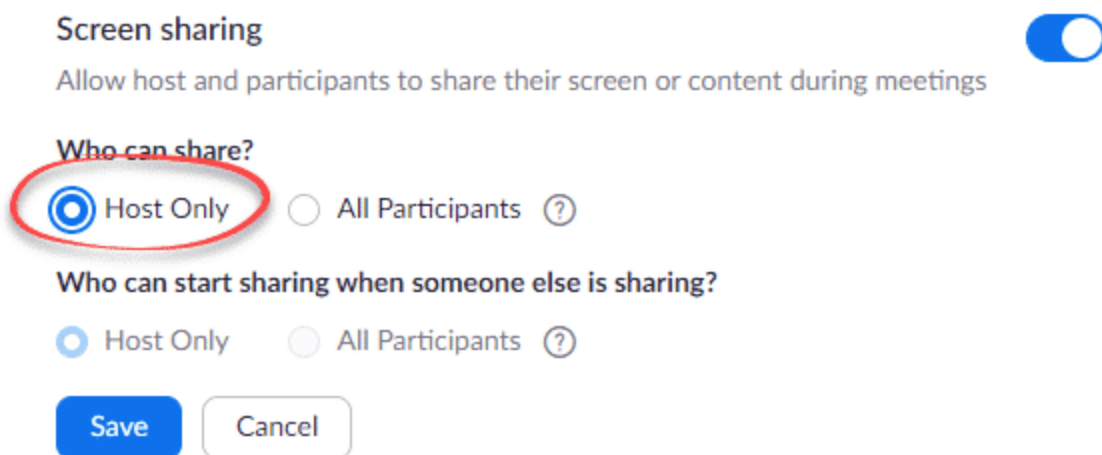 Screen sharing
Allow host and participants to share their screen or content during meetings
Who can share?
Host Only All Participants ?
Who can start sharing when someone else is sharing?
Host Only All Participants ?
Save Cancel